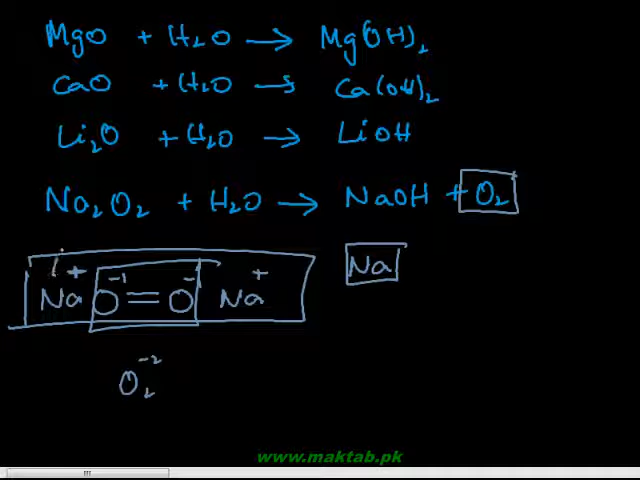 MgO + H₂O → Mg(OH)₂
CaO + H₂O → Ca(OH)₂
Li₂O + H₂O → LiOH
Na₂O₂ + H₂O → NaOH + O₂
Na⁺ O⁻¹ = O⁻ Na⁺ Na
O₂⁻²
www.maktab.pk